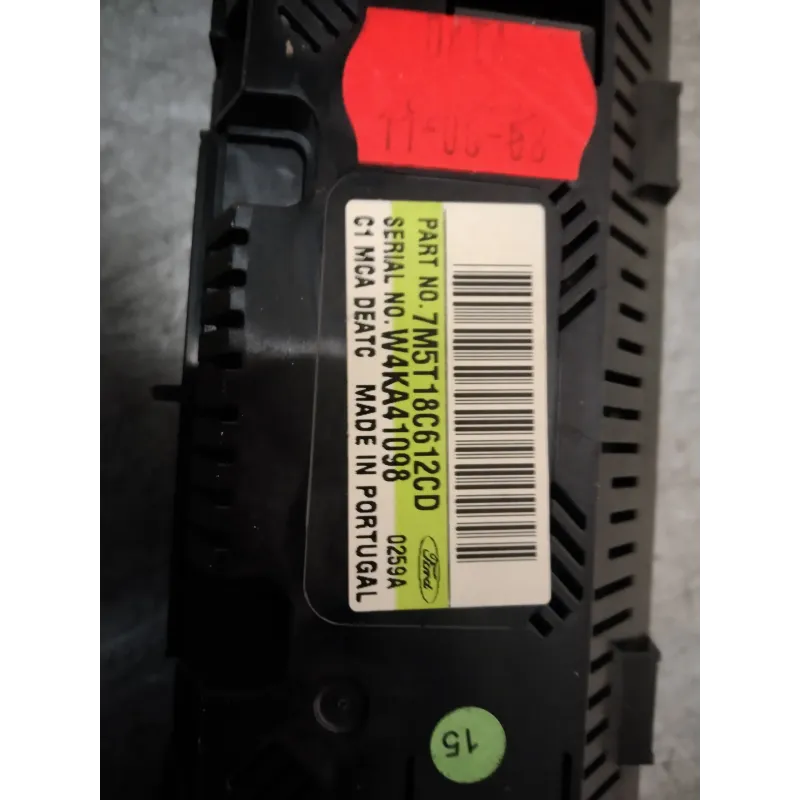 PART NO. 7M5T18C612CD
Ford
SERIAL NO. W4KA41098 0259A
C1 MCA DEATC MADE IN PORTUGAL
15